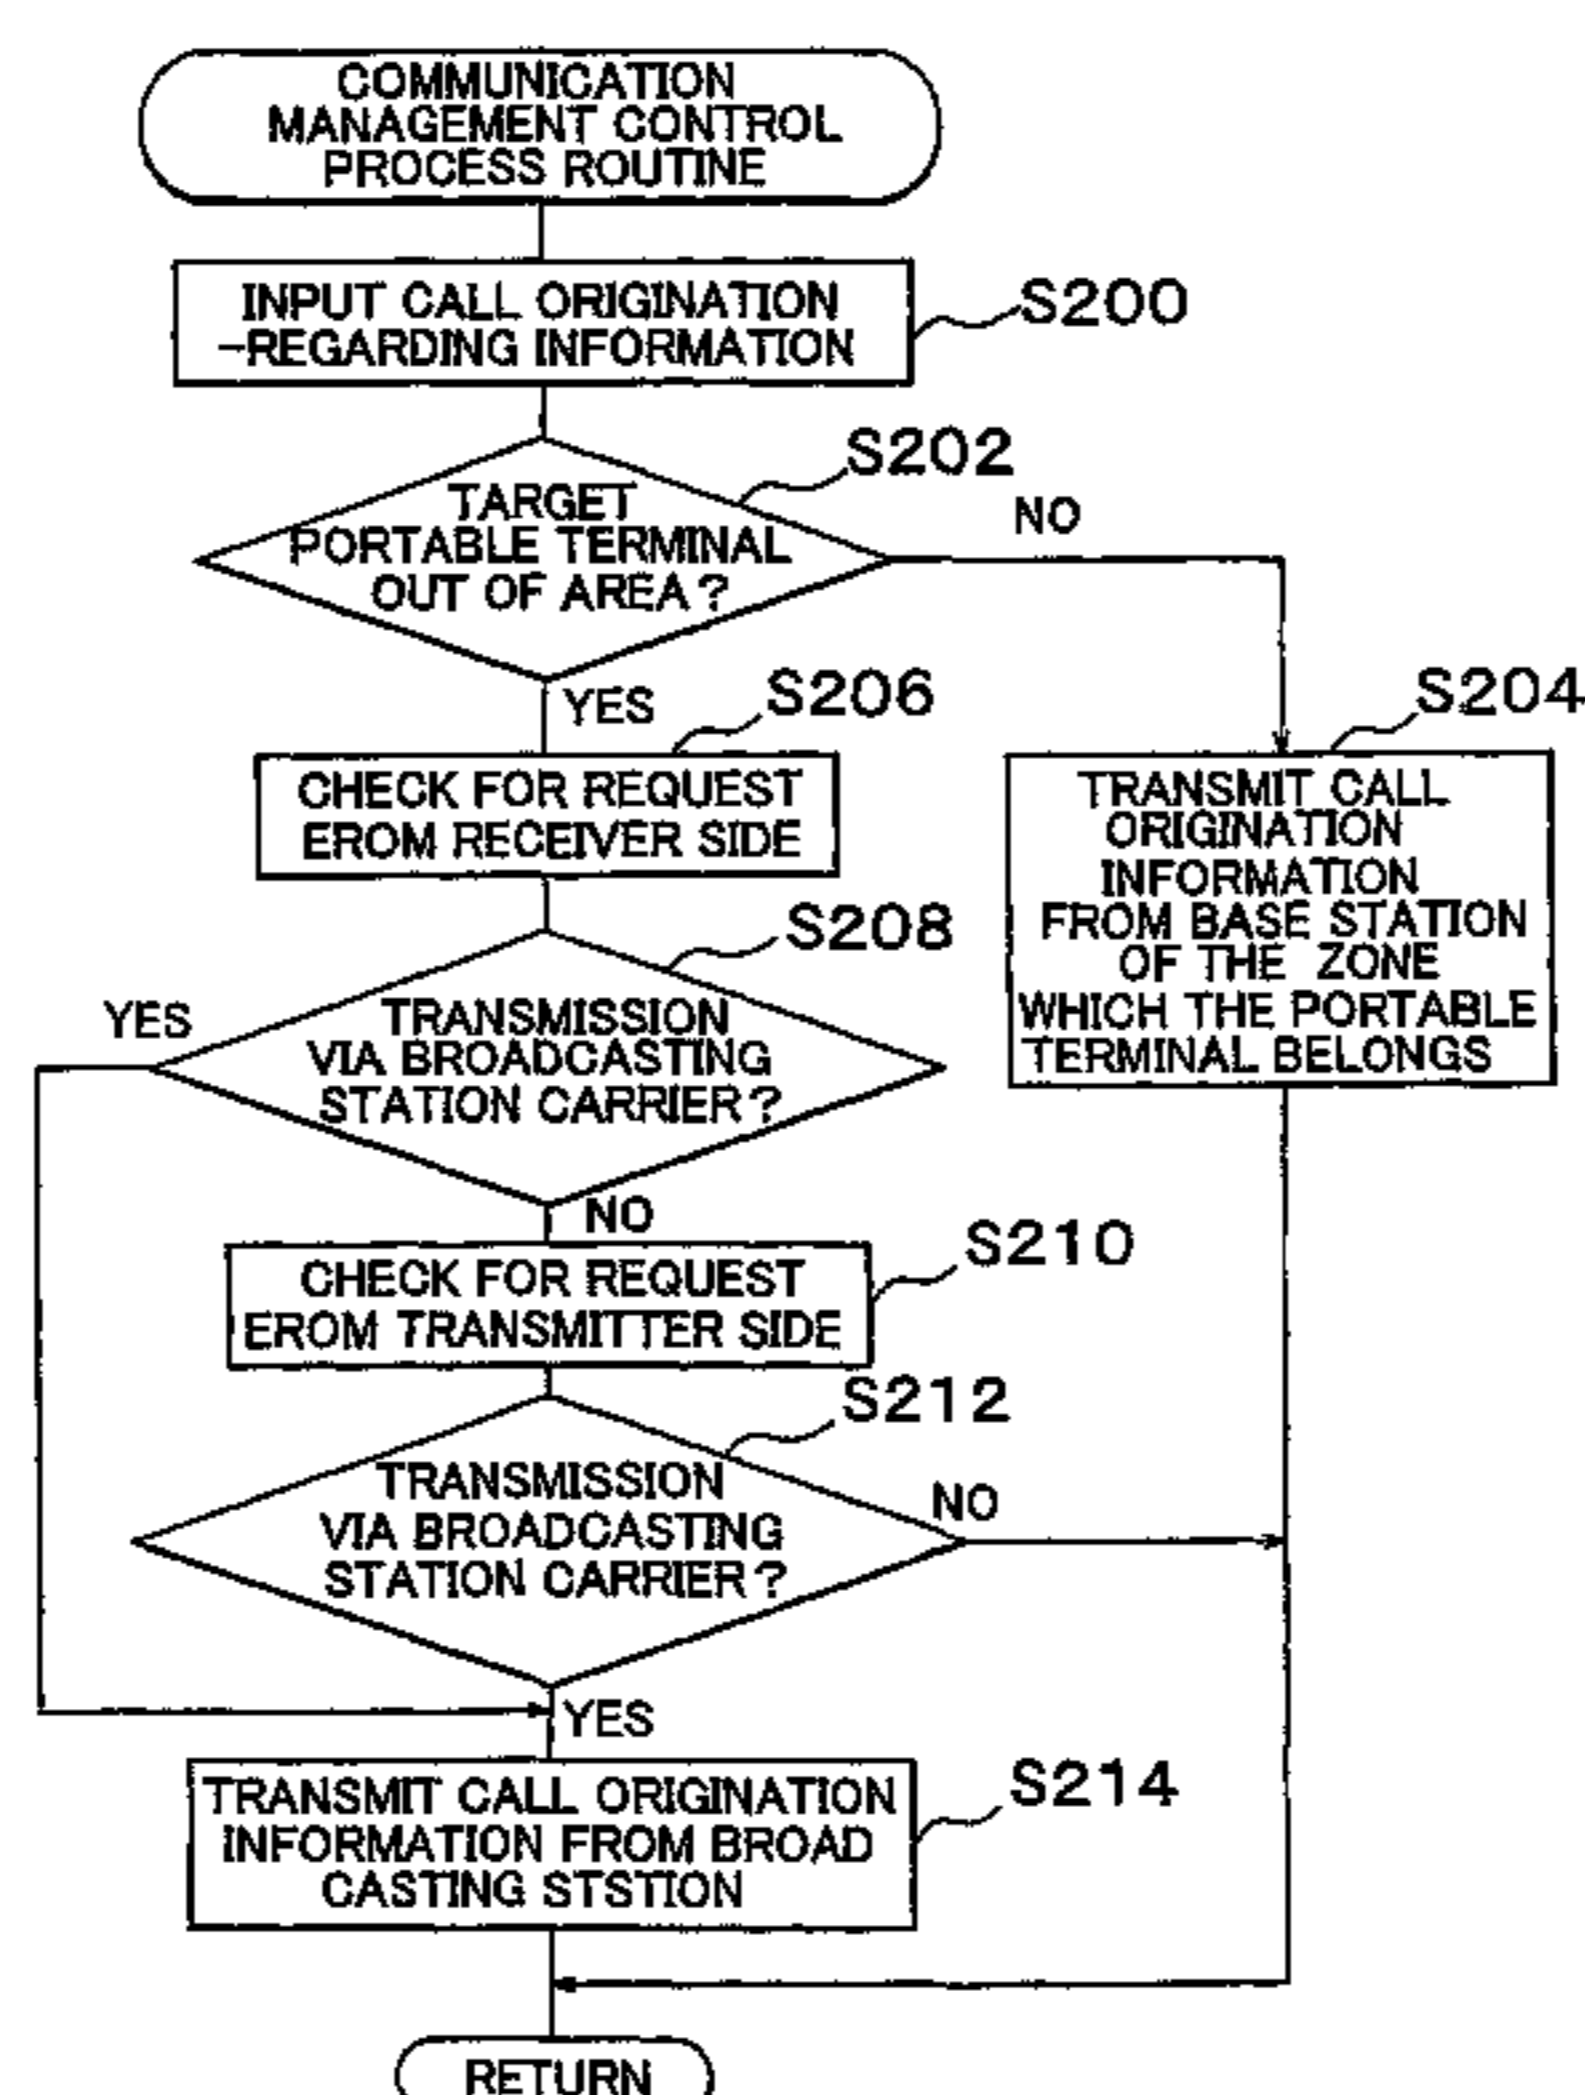 COMMUNICATION
MANAGEMENT CONTROL
PROCESS ROUTINE
INPUT CALL ORIGINATION
-REGARDING INFORMATION
S200
S202
TARGET
PORTABLE TERMINAL
OUT OF AREA?
NO
YES
S206
S204
CHECK FOR REQUEST
EROM RECEIVER SIDE
TRANSMIT CALL
ORIGINATION
INFORMATION
FROM BASE STATION
OF THE ZONE
WHICH THE PORTABLE
TERMINAL BELONGS
S208
YES
TRANSMISSION
VIA BROADCASTING
STATION CARRIER?
NO
S210
CHECK FOR REQUEST
EROM TRANSMITTER SIDE
S212
TRANSMISSION
VIA BROADCASTING
STATION CARRIER?
NO
YES
S214
TRANSMIT CALL ORIGINATION
INFORMATION FROM BROAD
CASTING STSTION
RETURN